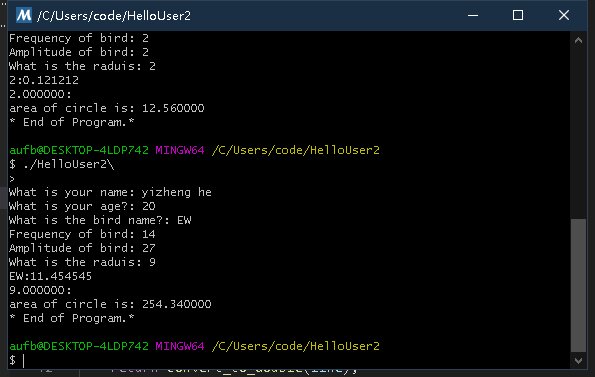 /C/Users/code/HelloUser2
Frequency of bird: 2
Amplitude of bird: 2
What is the raduis: 2
2:0.121212
2.000000:
area of circle is: 12.560000
* End of Program.*
aufb@DESKTOP-4LDP742 MINGW64 /C/Users/code/HelloUser2
$ ./HelloUser2\
>
What is your name: yizheng he
What is your age?: 20
What is the bird name?: EW
Frequency of bird: 14
Amplitude of bird: 27
What is the raduis: 9
EW:11.454545
9.000000:
area of circle is: 254.340000
* End of Program.*
aufb@DESKTOP-4LDP742 MINGW64 /C/Users/code/HelloUser2
$
return convert_to_double(line);